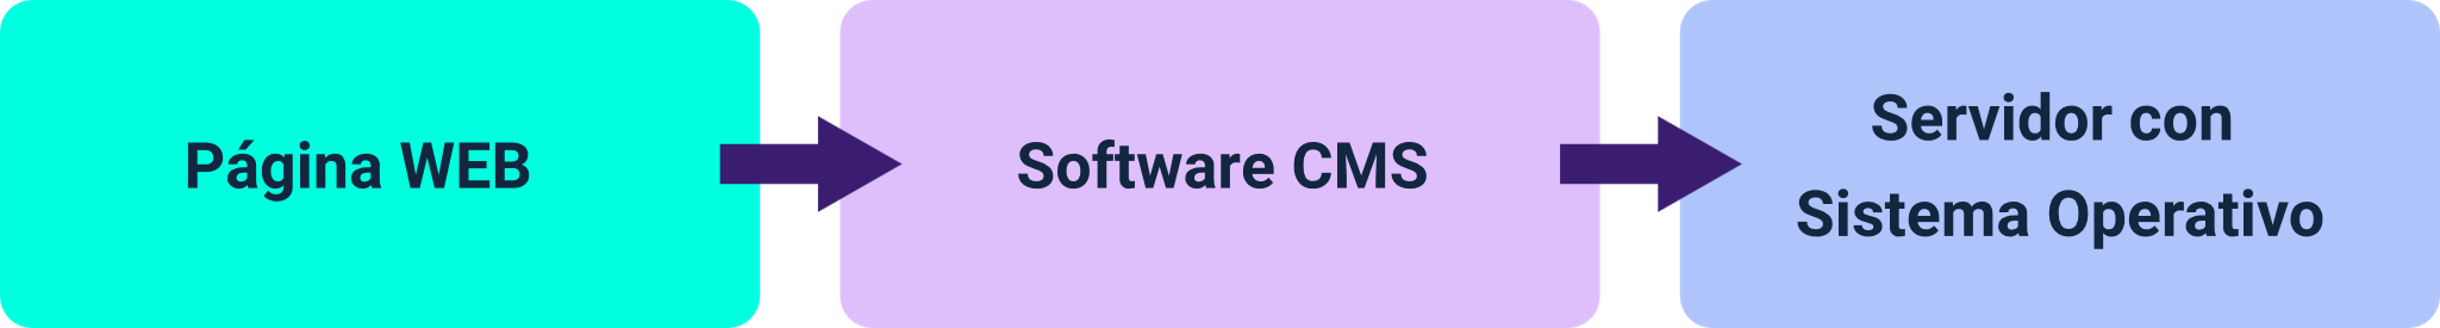 Página WEB
Software CMS
Servidor con
Sistema Operativo